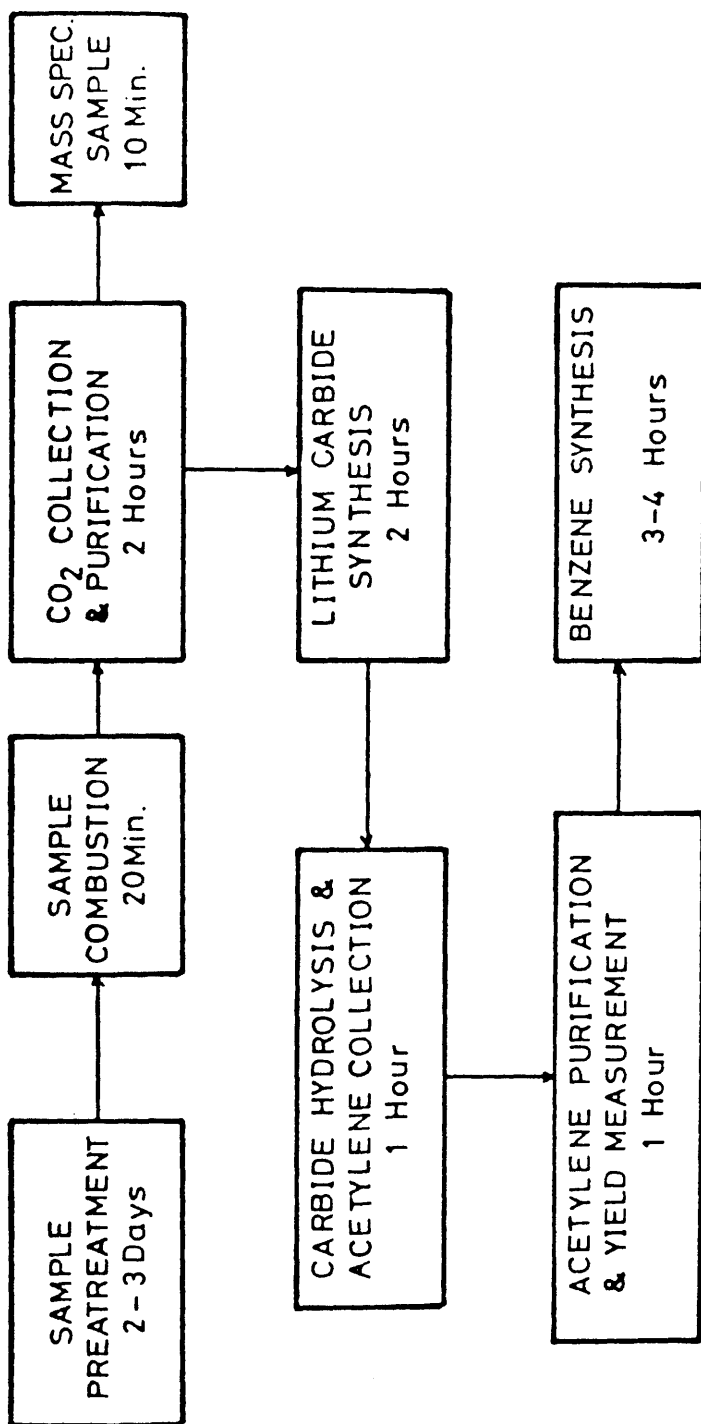 SAMPLE
PREATREATMENT
2-3 Days
SAMPLE
COMBUSTION
20 Min.
CO₂ COLLECTION
& PURIFICATION
2 Hours
MASS SPEC.
SAMPLE
10 Min.
LITHIUM CARBIDE
SYNTHESIS
2 Hours
CARBIDE HYDROLYSIS &
ACETYLENE COLLECTION
1 Hour
ACETYLENE PURIFICATION
& YIELD MEASUREMENT
1 Hour
BENZENE SYNTHESIS
3-4 Hours